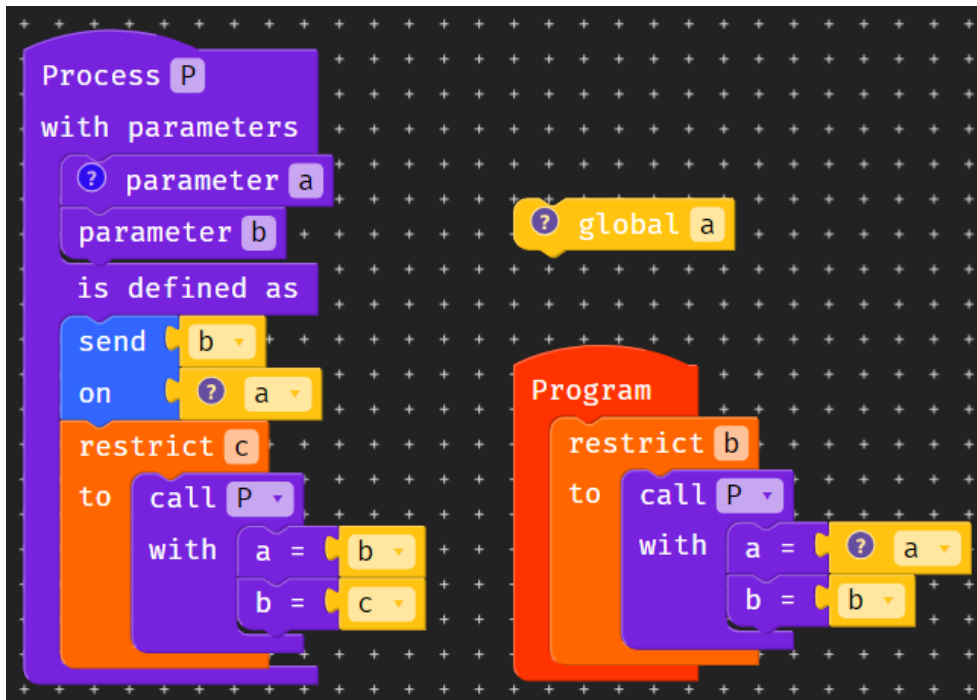 Process P
with parameters
? parameter a
parameter b
is defined as
send b
on ? a
restrict c
to call P
with a = b
b = c
? global a
Program
restrict b
to call P
with a = ? a
b = b